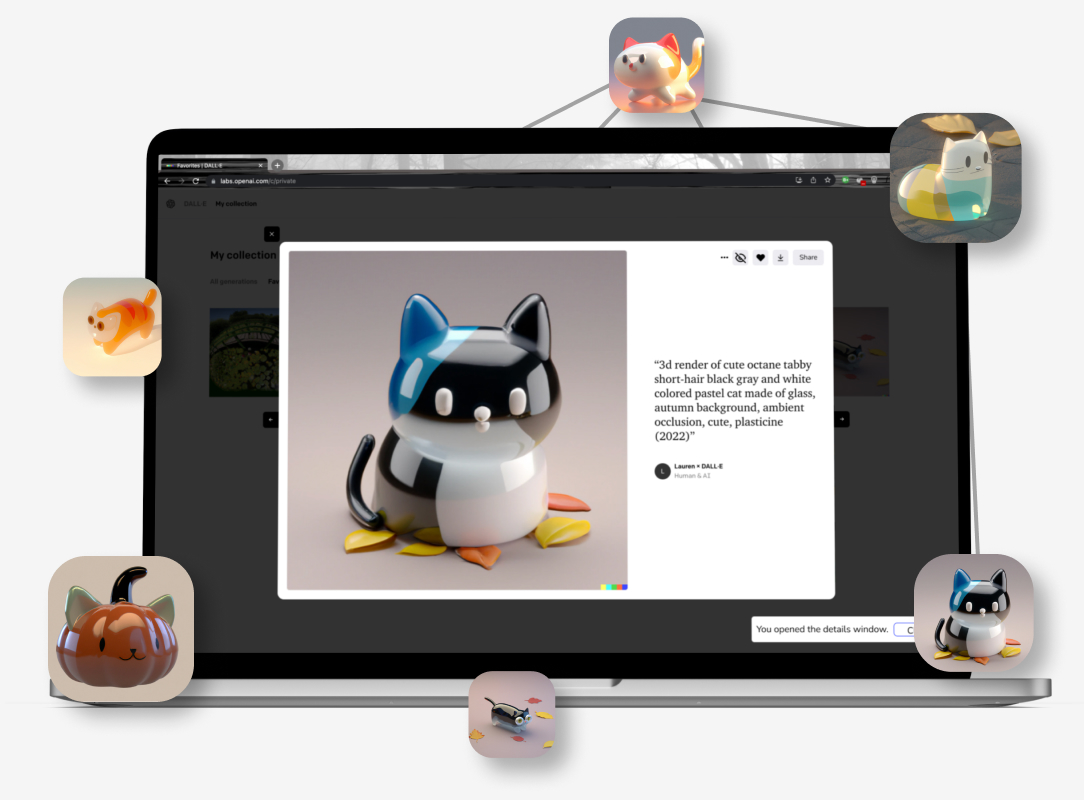 Favorites | DALL·E
labs.openai.com/c/private
DALL·E My collection
My collection
All generations
Share
“3d render of cute octane tabby
short-hair black gray and white
colored pastel cat made of glass,
autumn background, ambient
occlusion, cute, plasticine
(2022)”
L
Lauren × DALL·E
Human & AI
You opened the details window.